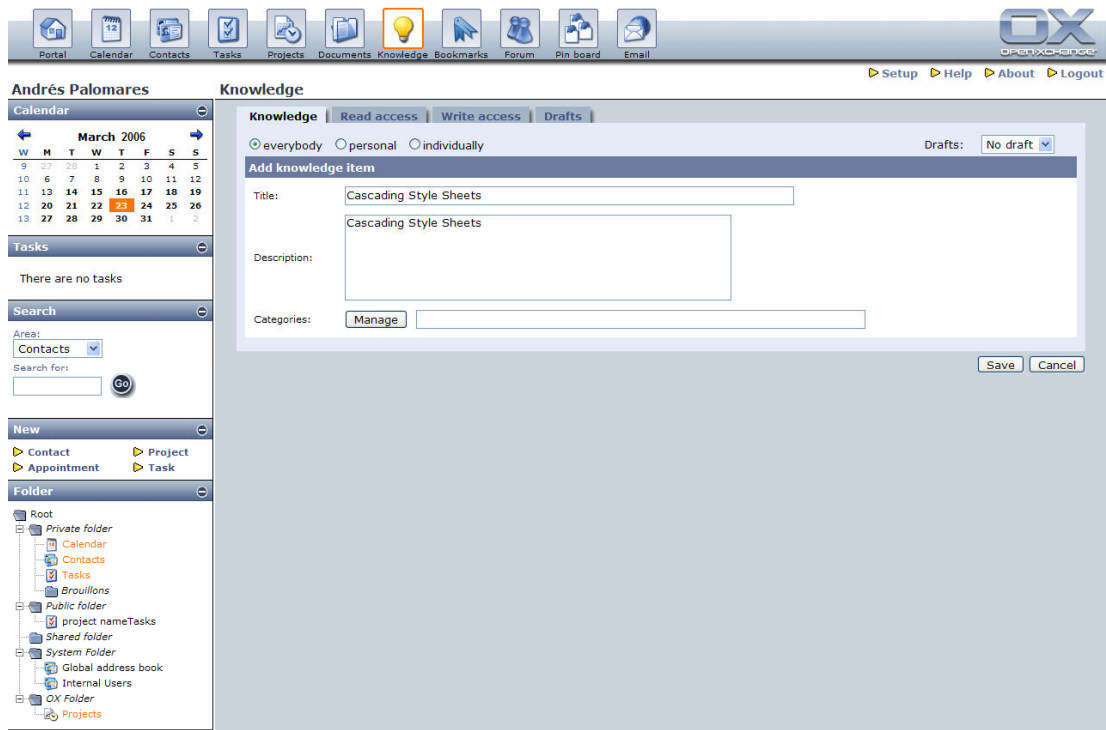 12
Portal Calendar Contacts Tasks Projects Documents Knowledge Bookmarks Forum Pin board Email
OX
OPEN-XCHANGE
Setup Help About Logout
Andrés Palomares
Knowledge
Calendar
March 2006
W M T W T F S S
9 27 28 1 2 3 4 5
10 6 7 8 9 10 11 12
11 13 14 15 16 17 18 19
12 20 21 22 23 24 25 26
13 27 28 29 30 31 1 2
Tasks
There are no tasks
Search
Area:
Contacts
Search for:
Go
New
Contact Project
Appointment Task
Folder
Root
Private folder
Calendar
Contacts
Tasks
Brouillons
Public folder
project nameTasks
Shared folder
System Folder
Global address book
Internal Users
OX Folder
Projects
Knowledge Read access Write access Drafts
everybody personal individually Drafts: No draft
Add knowledge item
Title: Cascading Style Sheets
Description: Cascading Style Sheets
Categories: Manage
Save Cancel